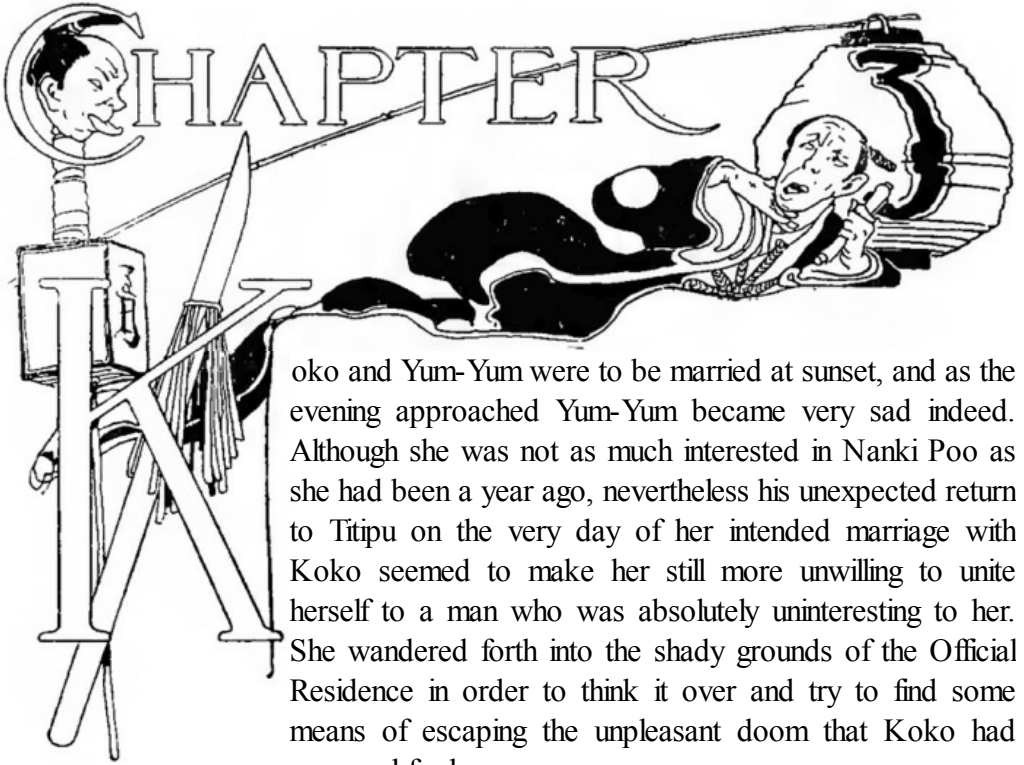 CHAPTER 3
Koko and Yum-Yum were to be married at sunset, and as the
evening approached Yum-Yum became very sad indeed.
Although she was not as much interested in Nanki Poo as
she had been a year ago, nevertheless his unexpected return
to Titipu on the very day of her intended marriage with
Koko seemed to make her still more unwilling to unite
herself to a man who was absolutely uninteresting to her.
She wandered forth into the shady grounds of the Official
Residence in order to think it over and try to find some
means of escaping the unpleasant doom that Koko had